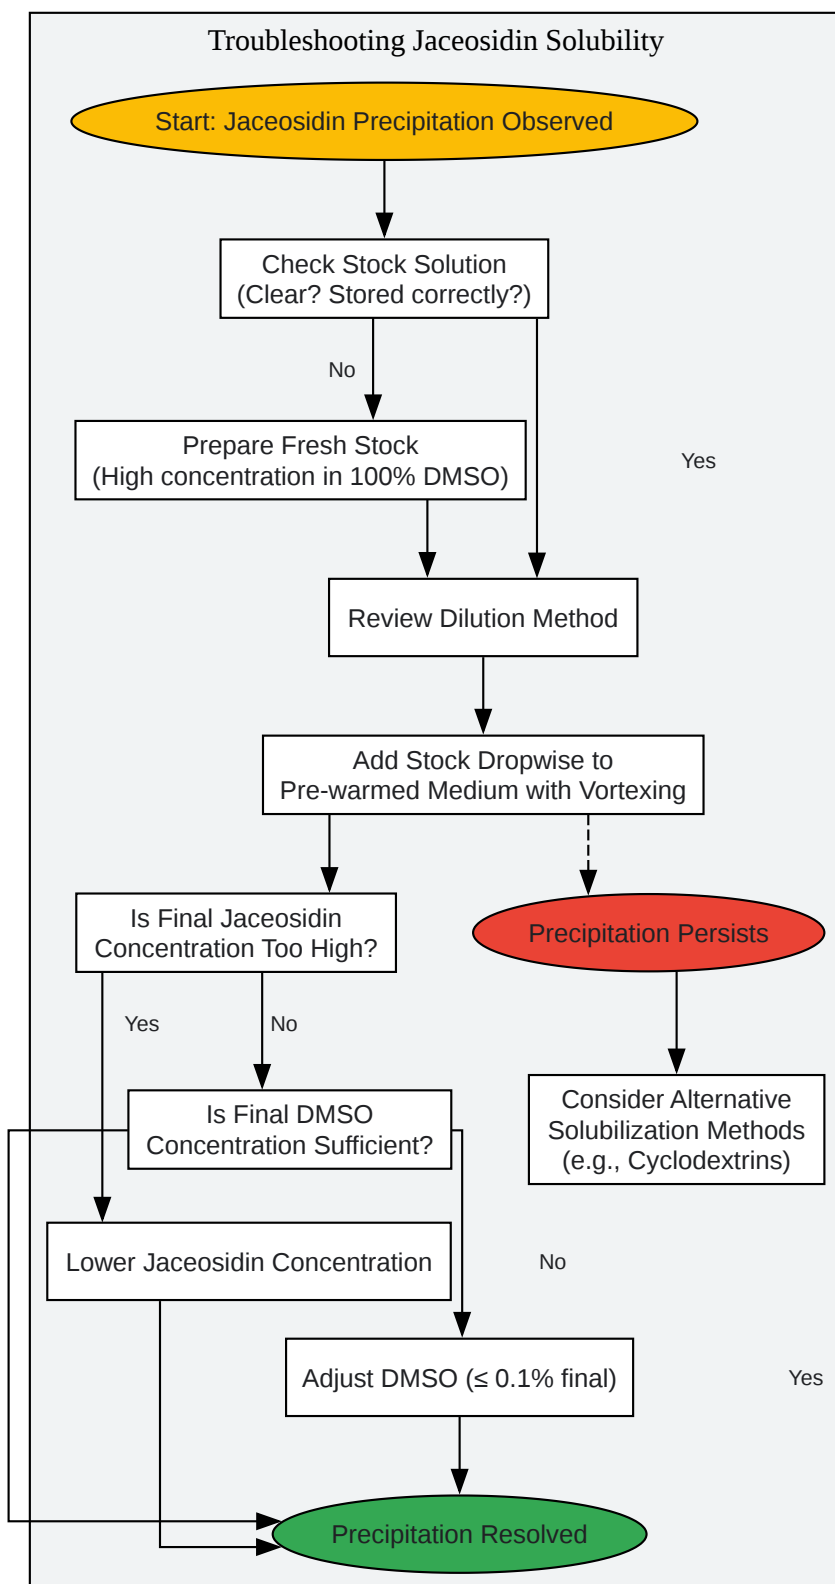 Troubleshooting Jaceosidin Solubility
Start: Jaceosidin Precipitation Observed
Check Stock Solution
(Clear? Stored correctly?)
No
Prepare Fresh Stock
(High concentration in 100% DMSO)
Yes
Review Dilution Method
Add Stock Dropwise to
Pre-warmed Medium with Vortexing
Is Final Jaceosidin
Concentration Too High?
Precipitation Persists
Yes
No
Is Final DMSO
Concentration Sufficient?
Consider Alternative
Solubilization Methods
(e.g., Cyclodextrins)
Lower Jaceosidin Concentration
No
Adjust DMSO (≤ 0.1% final)
Yes
Precipitation Resolved